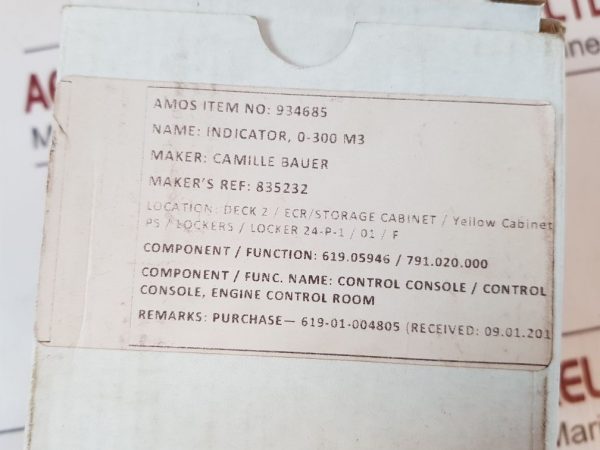 AMOS ITEM NO: 934685
NAME: INDICATOR, 0-300 M3
MAKER: CAMILLE BAUER
MAKER'S REF: 835232
LOCATION: DECK 2 / ECR/STORAGE CABINET / Yellow Cabinet
PS / LOCKERS / LOCKER 24-P-1 / 01 / F
COMPONENT / FUNCTION: 619.05946 / 791.020.000
COMPONENT / FUNC. NAME: CONTROL CONSOLE / CONTROL
CONSOLE, ENGINE CONTROL ROOM
REMARKS: PURCHASE— 619-01-004805 (RECEIVED: 09.01.201